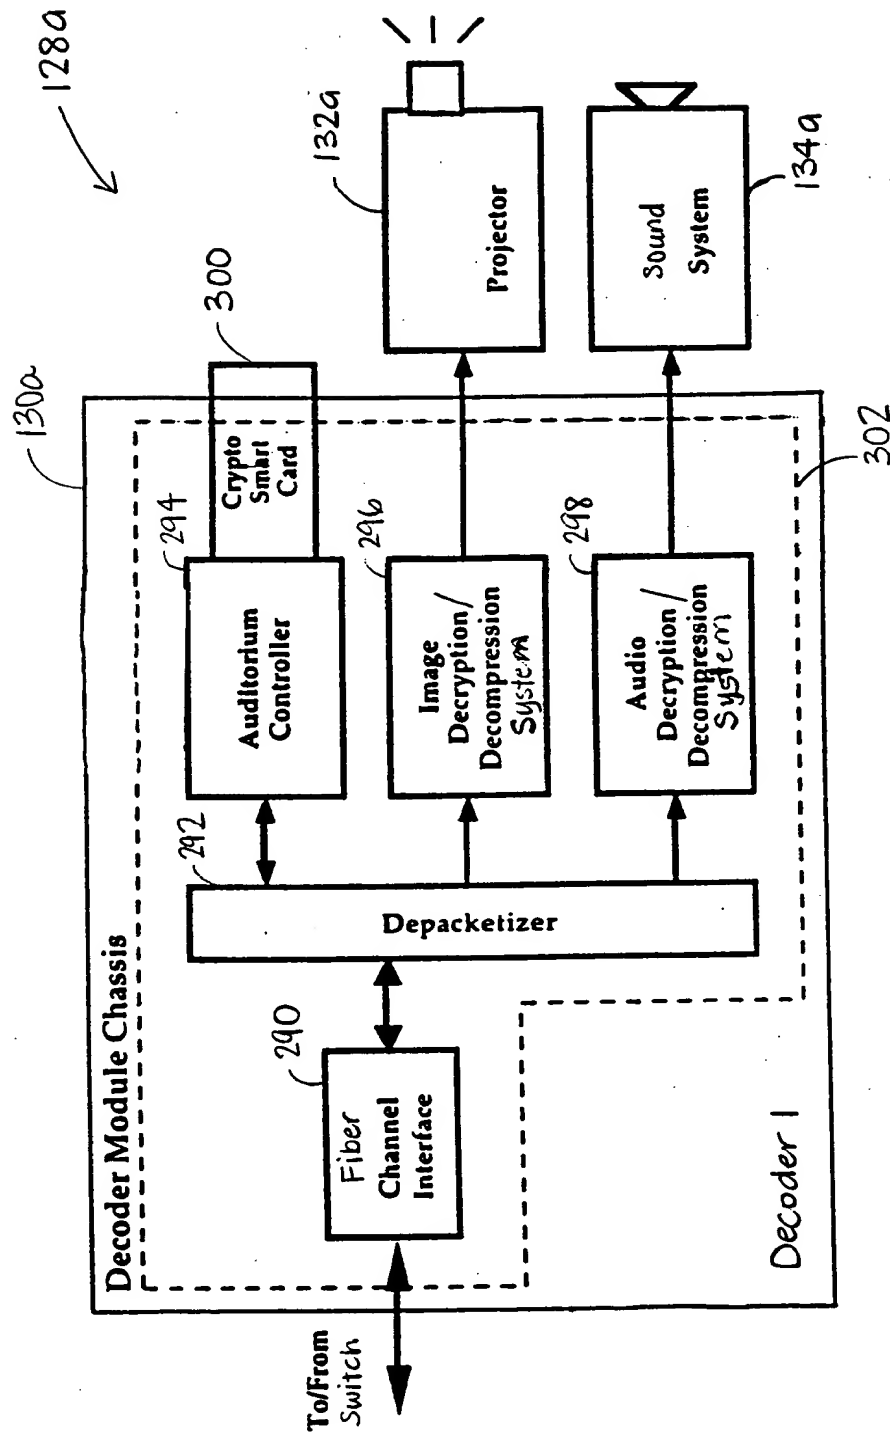 128a
130a
Decoder Module Chassis
300
Crypto
Smart
Card
294
Auditorium
Controller
132a
Projector
292
296
Image
Decryption/
Decompression
System
Depacketizer
290
Fiber
Channel
Interface
To/From
Switch
298
Audio
Decryption/
Decompression
System
Sound
System
134a
302
Decoder 1